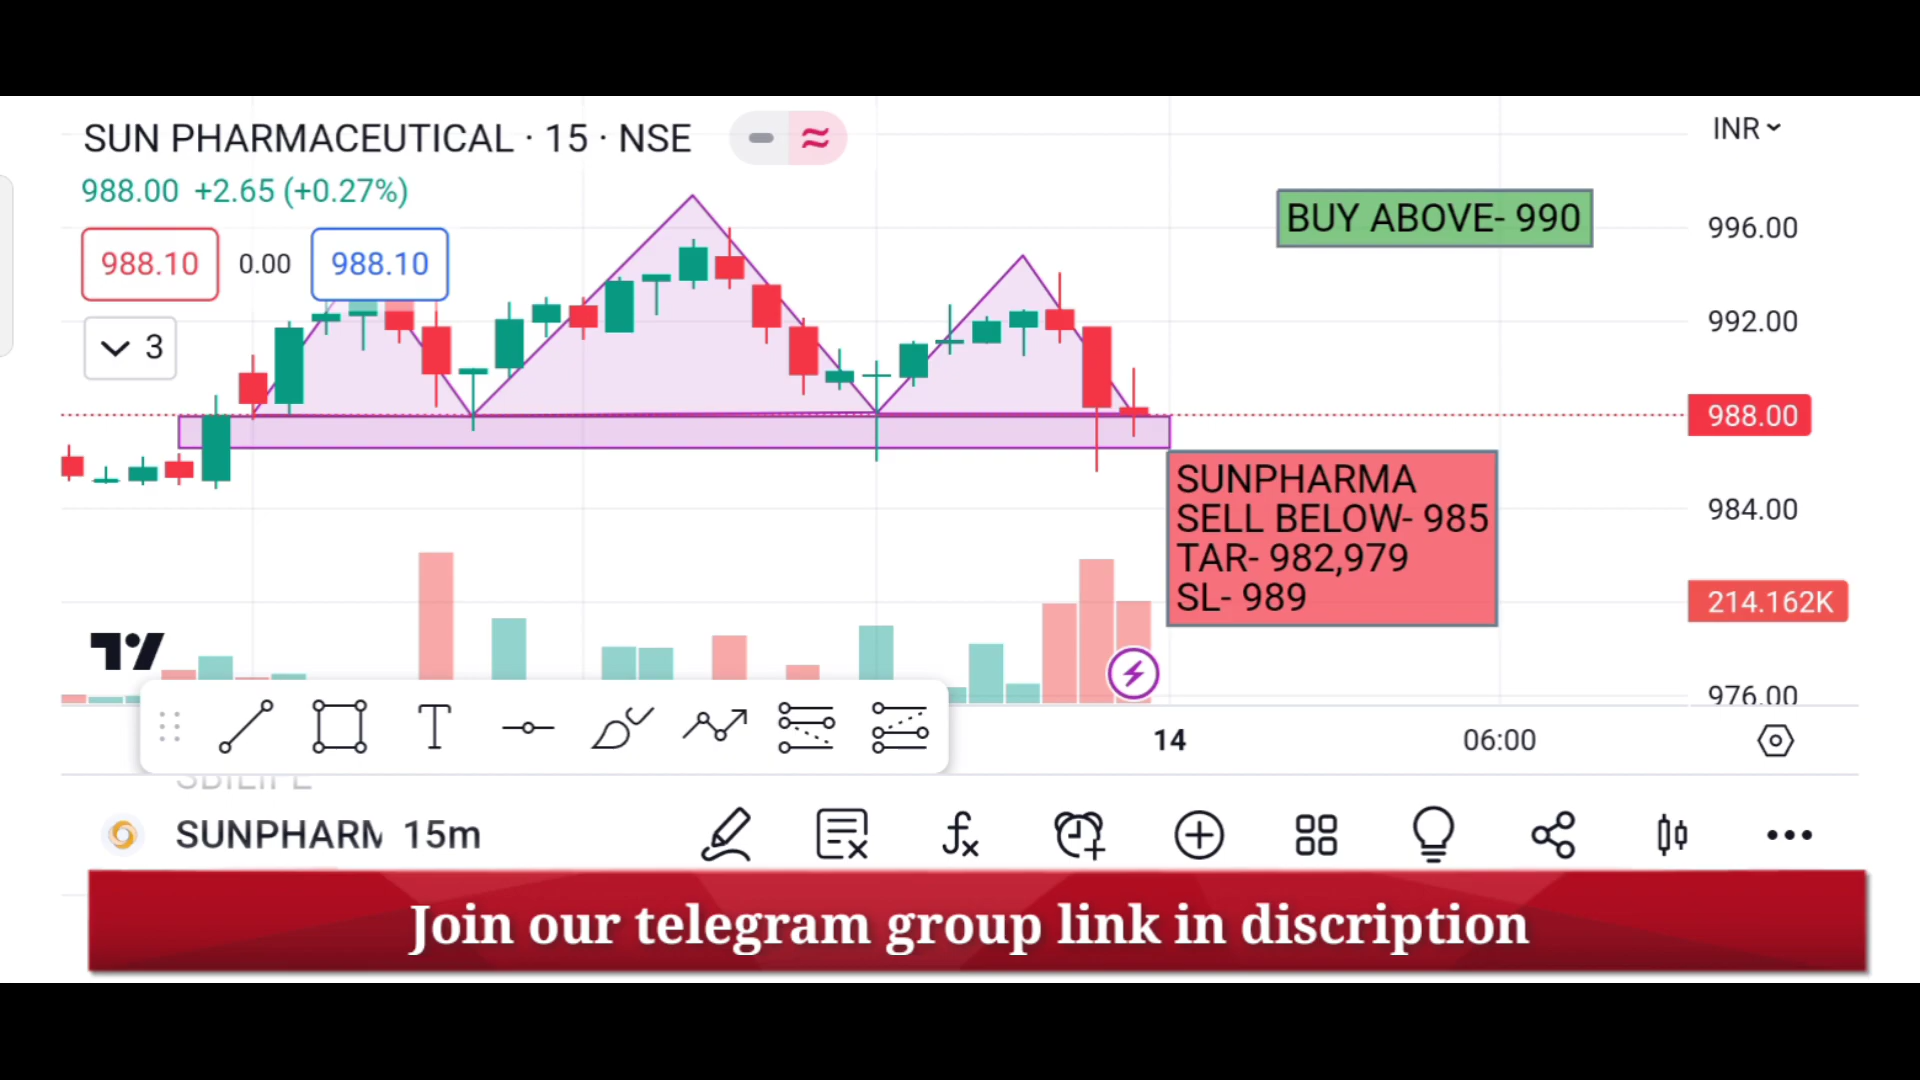 SUN PHARMACEUTICAL · 15 · NSE
INR
988.00 +2.65 (+0.27%)
BUY ABOVE- 990
996.00
988.10 0.00 988.10
992.00
3
988.00
SUNPHARMA
SELL BELOW- 985
TAR- 982,979
SL- 989
984.00
214.162K
976.00
14 06:00
SBILIFE
SUNPHARM 15m
Join our telegram group link in discription